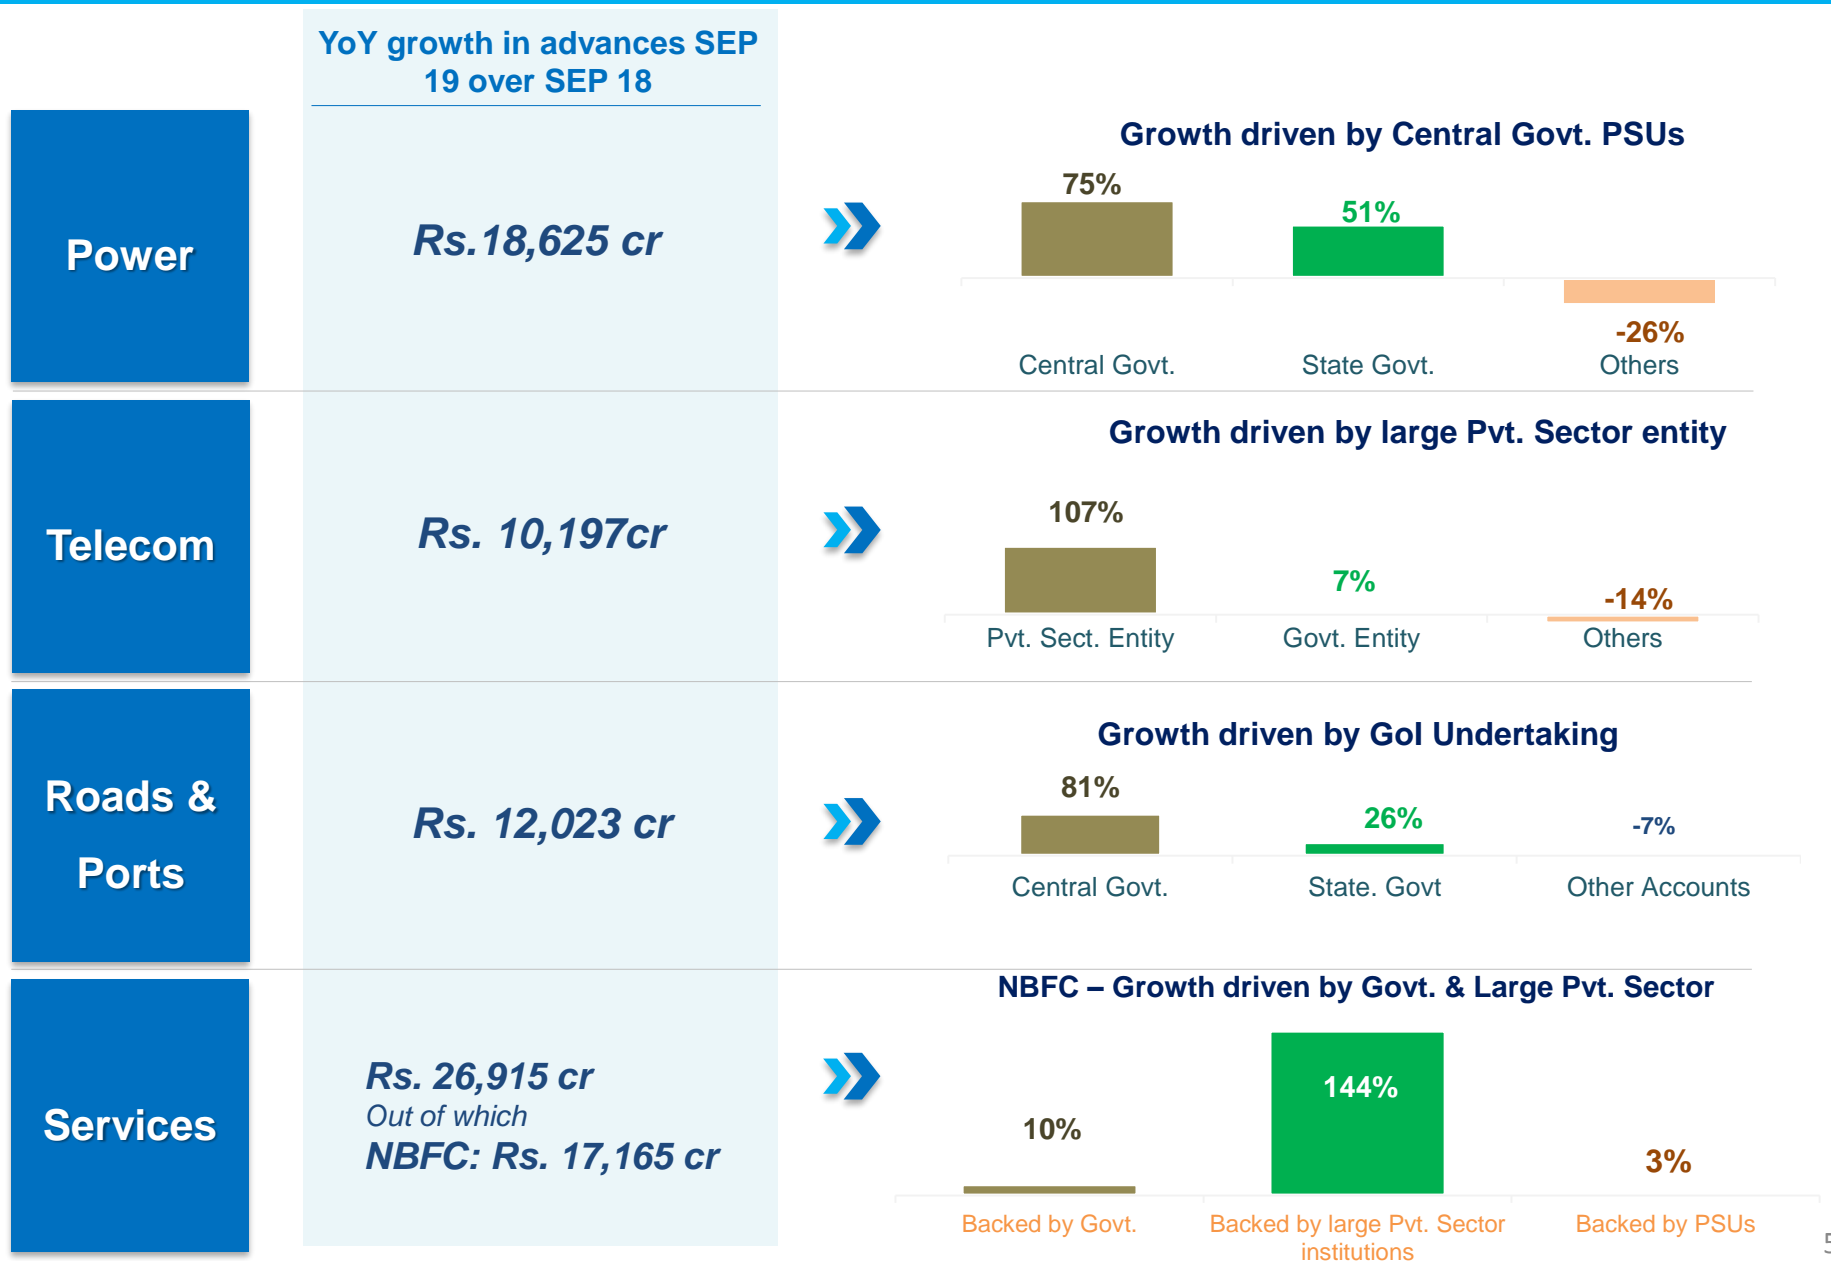 YoY growth in advances SEP
19 over SEP 18
Power
Rs.18,625 cr
Growth driven by Central Govt. PSUs
75%
51%
-26%
Central Govt.
State Govt.
Others
Telecom
Rs. 10,197cr
Growth driven by large Pvt. Sector entity
107%
7%
-14%
Pvt. Sect. Entity
Govt. Entity
Others
Roads &
Ports
Rs. 12,023 cr
Growth driven by GoI Undertaking
81%
26%
-7%
Central Govt.
State. Govt
Other Accounts
Services
Rs. 26,915 cr
Out of which
NBFC: Rs. 17,165 cr
NBFC – Growth driven by Govt. & Large Pvt. Sector
10%
144%
3%
Backed by Govt.
Backed by large Pvt. Sector
institutions
Backed by PSUs